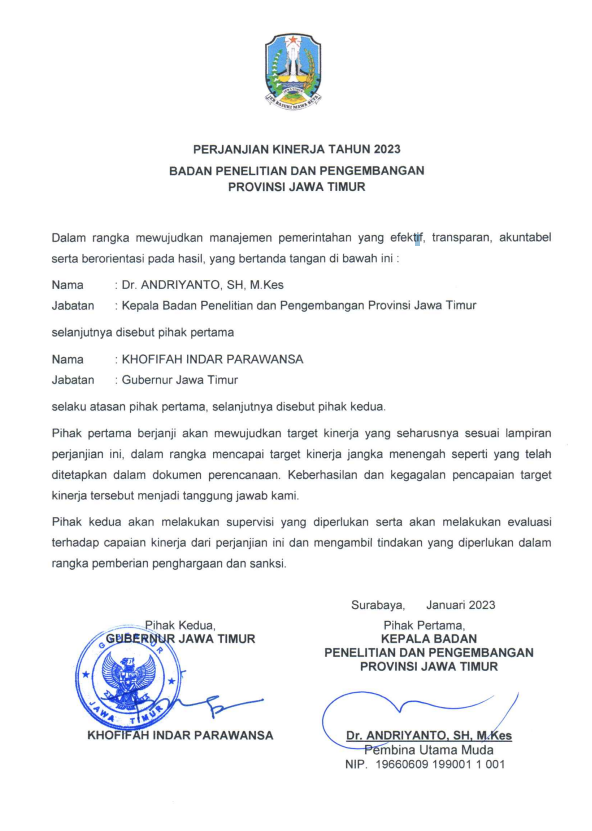 JER BASUKI MAWA BEYA
PERJANJIAN KINERJA TAHUN 2023
BADAN PENELITIAN DAN PENGEMBANGAN
PROVINSI JAWA TIMUR
Dalam rangka mewujudkan manajemen pemerintahan yang efektif, transparan, akuntabel
serta berorientasi pada hasil, yang bertanda tangan di bawah ini :
Nama : Dr. ANDRIYANTO, SH, M.Kes
Jabatan : Kepala Badan Penelitian dan Pengembangan Provinsi Jawa Timur
selanjutnya disebut pihak pertama
Nama : KHOFIFAH INDAR PARAWANSA
Jabatan : Gubernur Jawa Timur
selaku atasan pihak pertama, selanjutnya disebut pihak kedua.
Pihak pertama berjanji akan mewujudkan target kinerja yang seharusnya sesuai lampiran
perjanjian ini, dalam rangka mencapai target kinerja jangka menengah seperti yang telah
ditetapkan dalam dokumen perencanaan. Keberhasilan dan kegagalan pencapaian target
kinerja tersebut menjadi tanggung jawab kami.
Pihak kedua akan melakukan supervisi yang diperlukan serta akan melakukan evaluasi
terhadap capaian kinerja dari perjanjian ini dan mengambil tindakan yang diperlukan dalam
rangka pemberian penghargaan dan sanksi.
Surabaya, Januari 2023
Pihak Kedua,
GUBERNUR JAWA TIMUR
GUBERNUR
JAWA TIMUR
KHOFIFAH INDAR PARAWANSA
Pihak Pertama,
KEPALA BADAN
PENELITIAN DAN PENGEMBANGAN
PROVINSI JAWA TIMUR
Dr. ANDRIYANTO, SH, M.Kes
Pembina Utama Muda
NIP. 19660609 199001 1 001